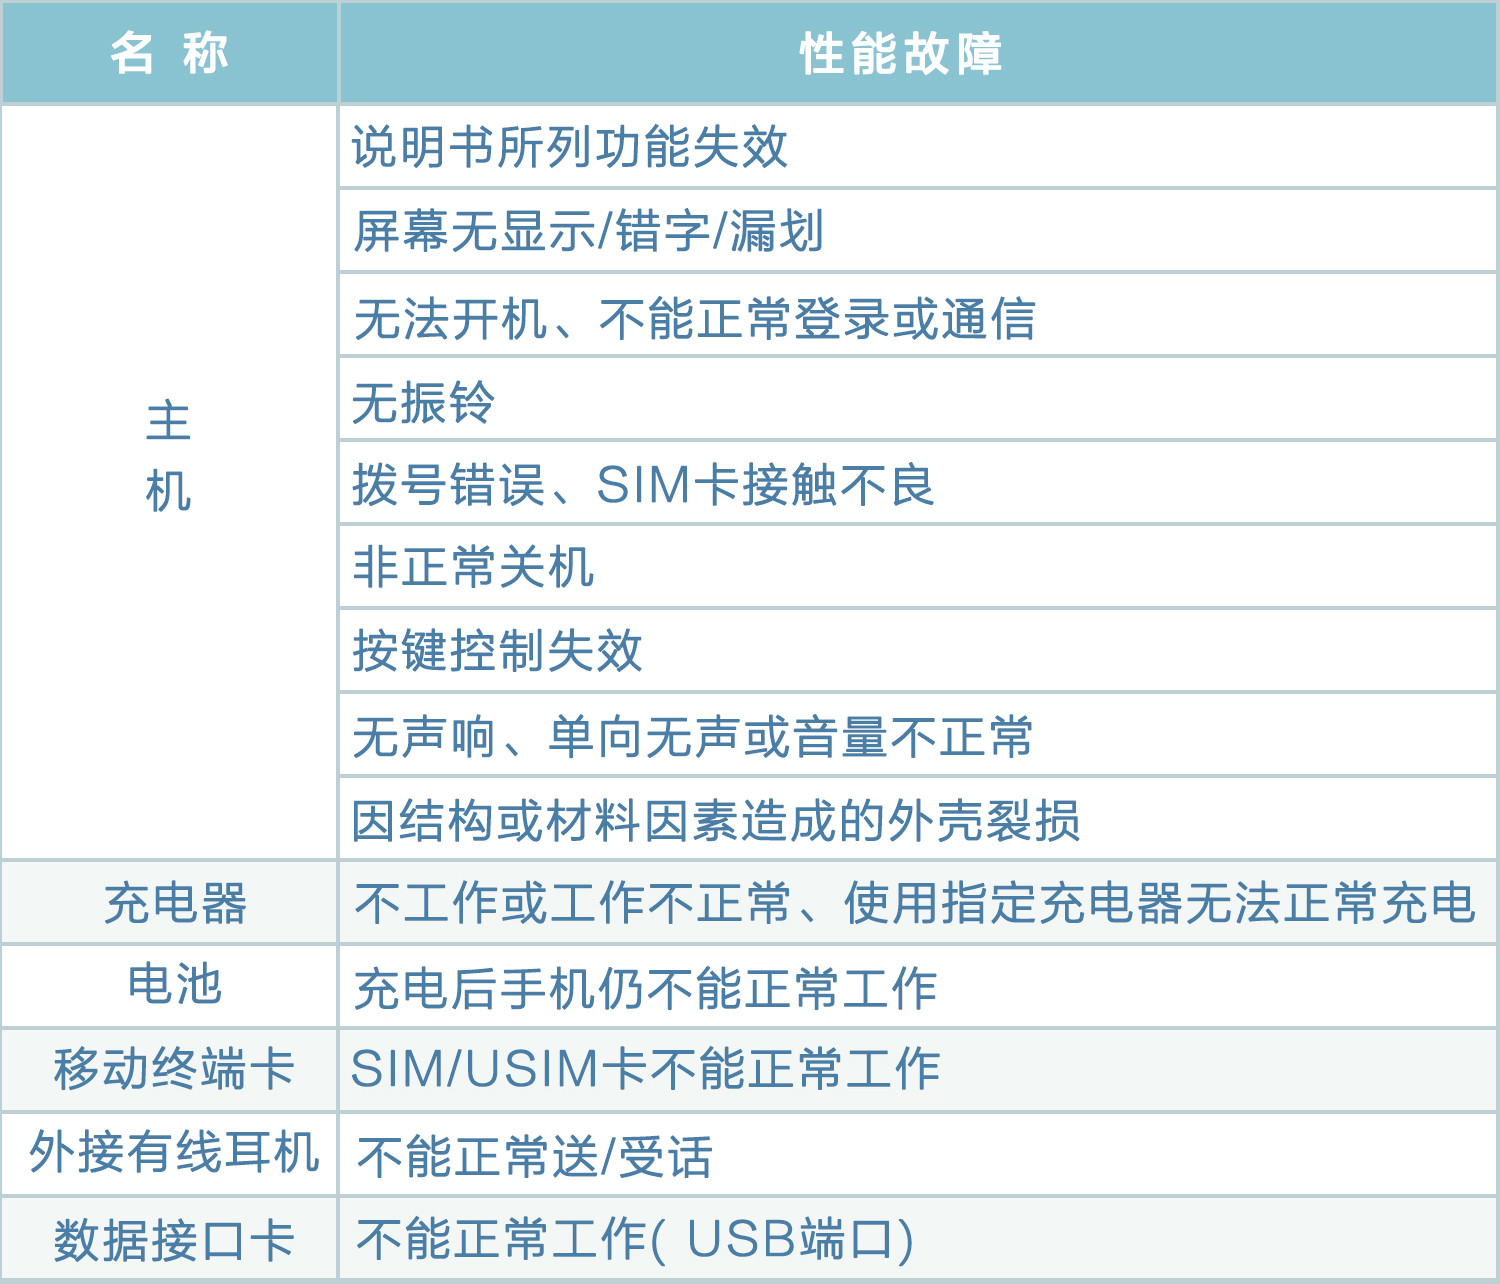 名 称 性能故障
说明书所列功能失效
屏幕无显示/错字/漏划
无法开机、不能正常登录或通信
无振铃
主
机
拨号错误、SIM卡接触不良
非正常关机
按键控制失效
无声响、单向无声或音量不正常
因结构或材料因素造成的外壳裂损
充电器 不工作或工作不正常、使用指定充电器无法正常充电
电池 充电后手机仍不能正常工作
移动终端卡 SIM/USIM卡不能正常工作
外接有线耳机 不能正常送/受话
数据接口卡 不能正常工作( USB端口)